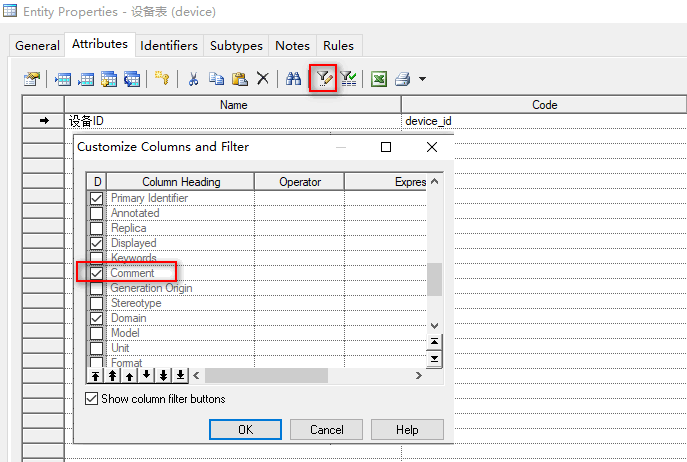 Entity Properties - 设备表 (device)
General Attributes Identifiers Subtypes Notes Rules
Name Code
设备ID device_id
Customize Columns and Filter
D Column Heading Operator Expres
Primary Identifier
Annotated
Replica
Displayed
Keywords
Comment
Generation Origin
Stereotype
Domain
Model
Unit
Format
Show column filter buttons
OK Cancel Help